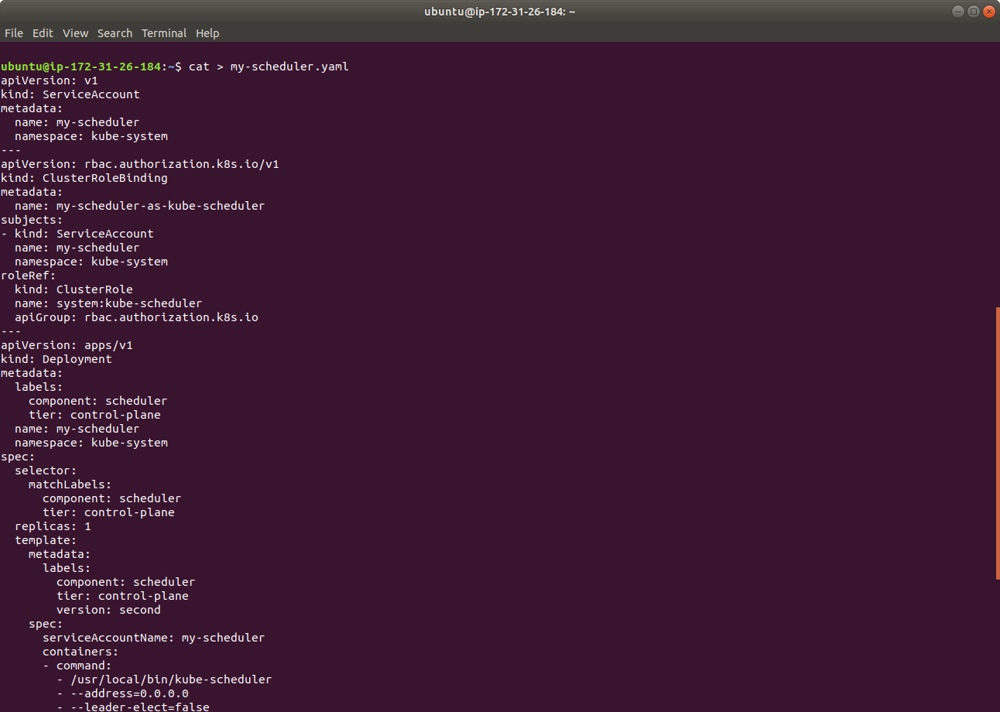 ubuntu@ip-172-31-26-184: ~
File Edit View Search Terminal Help
ubuntu@ip-172-31-26-184:~$ cat > my-scheduler.yaml
apiVersion: v1
kind: ServiceAccount
metadata:
  name: my-scheduler
  namespace: kube-system
---
apiVersion: rbac.authorization.k8s.io/v1
kind: ClusterRoleBinding
metadata:
  name: my-scheduler-as-kube-scheduler
subjects:
- kind: ServiceAccount
  name: my-scheduler
  namespace: kube-system
roleRef:
  kind: ClusterRole
  name: system:kube-scheduler
  apiGroup: rbac.authorization.k8s.io
---
apiVersion: apps/v1
kind: Deployment
metadata:
  labels:
    component: scheduler
    tier: control-plane
  name: my-scheduler
  namespace: kube-system
spec:
  selector:
    matchLabels:
      component: scheduler
      tier: control-plane
  replicas: 1
  template:
    metadata:
      labels:
        component: scheduler
        tier: control-plane
        version: second
    spec:
      serviceAccountName: my-scheduler
      containers:
      - command:
        - /usr/local/bin/kube-scheduler
        - --address=0.0.0.0
        - --leader-elect=false